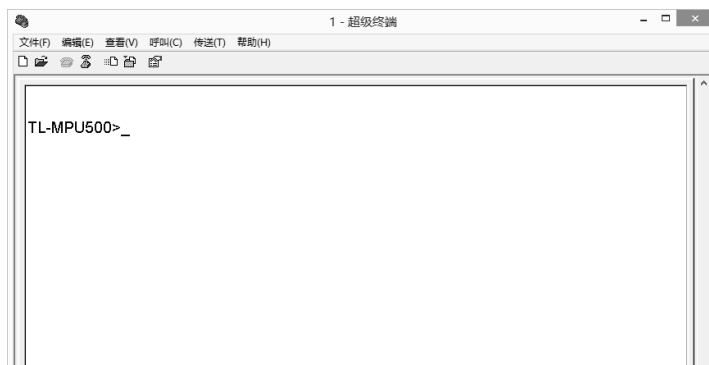 1 - 超级终端
文件(F) 编辑(E) 查看(V) 呼叫(C) 传送(T) 帮助(H)
TL-MPU500>_